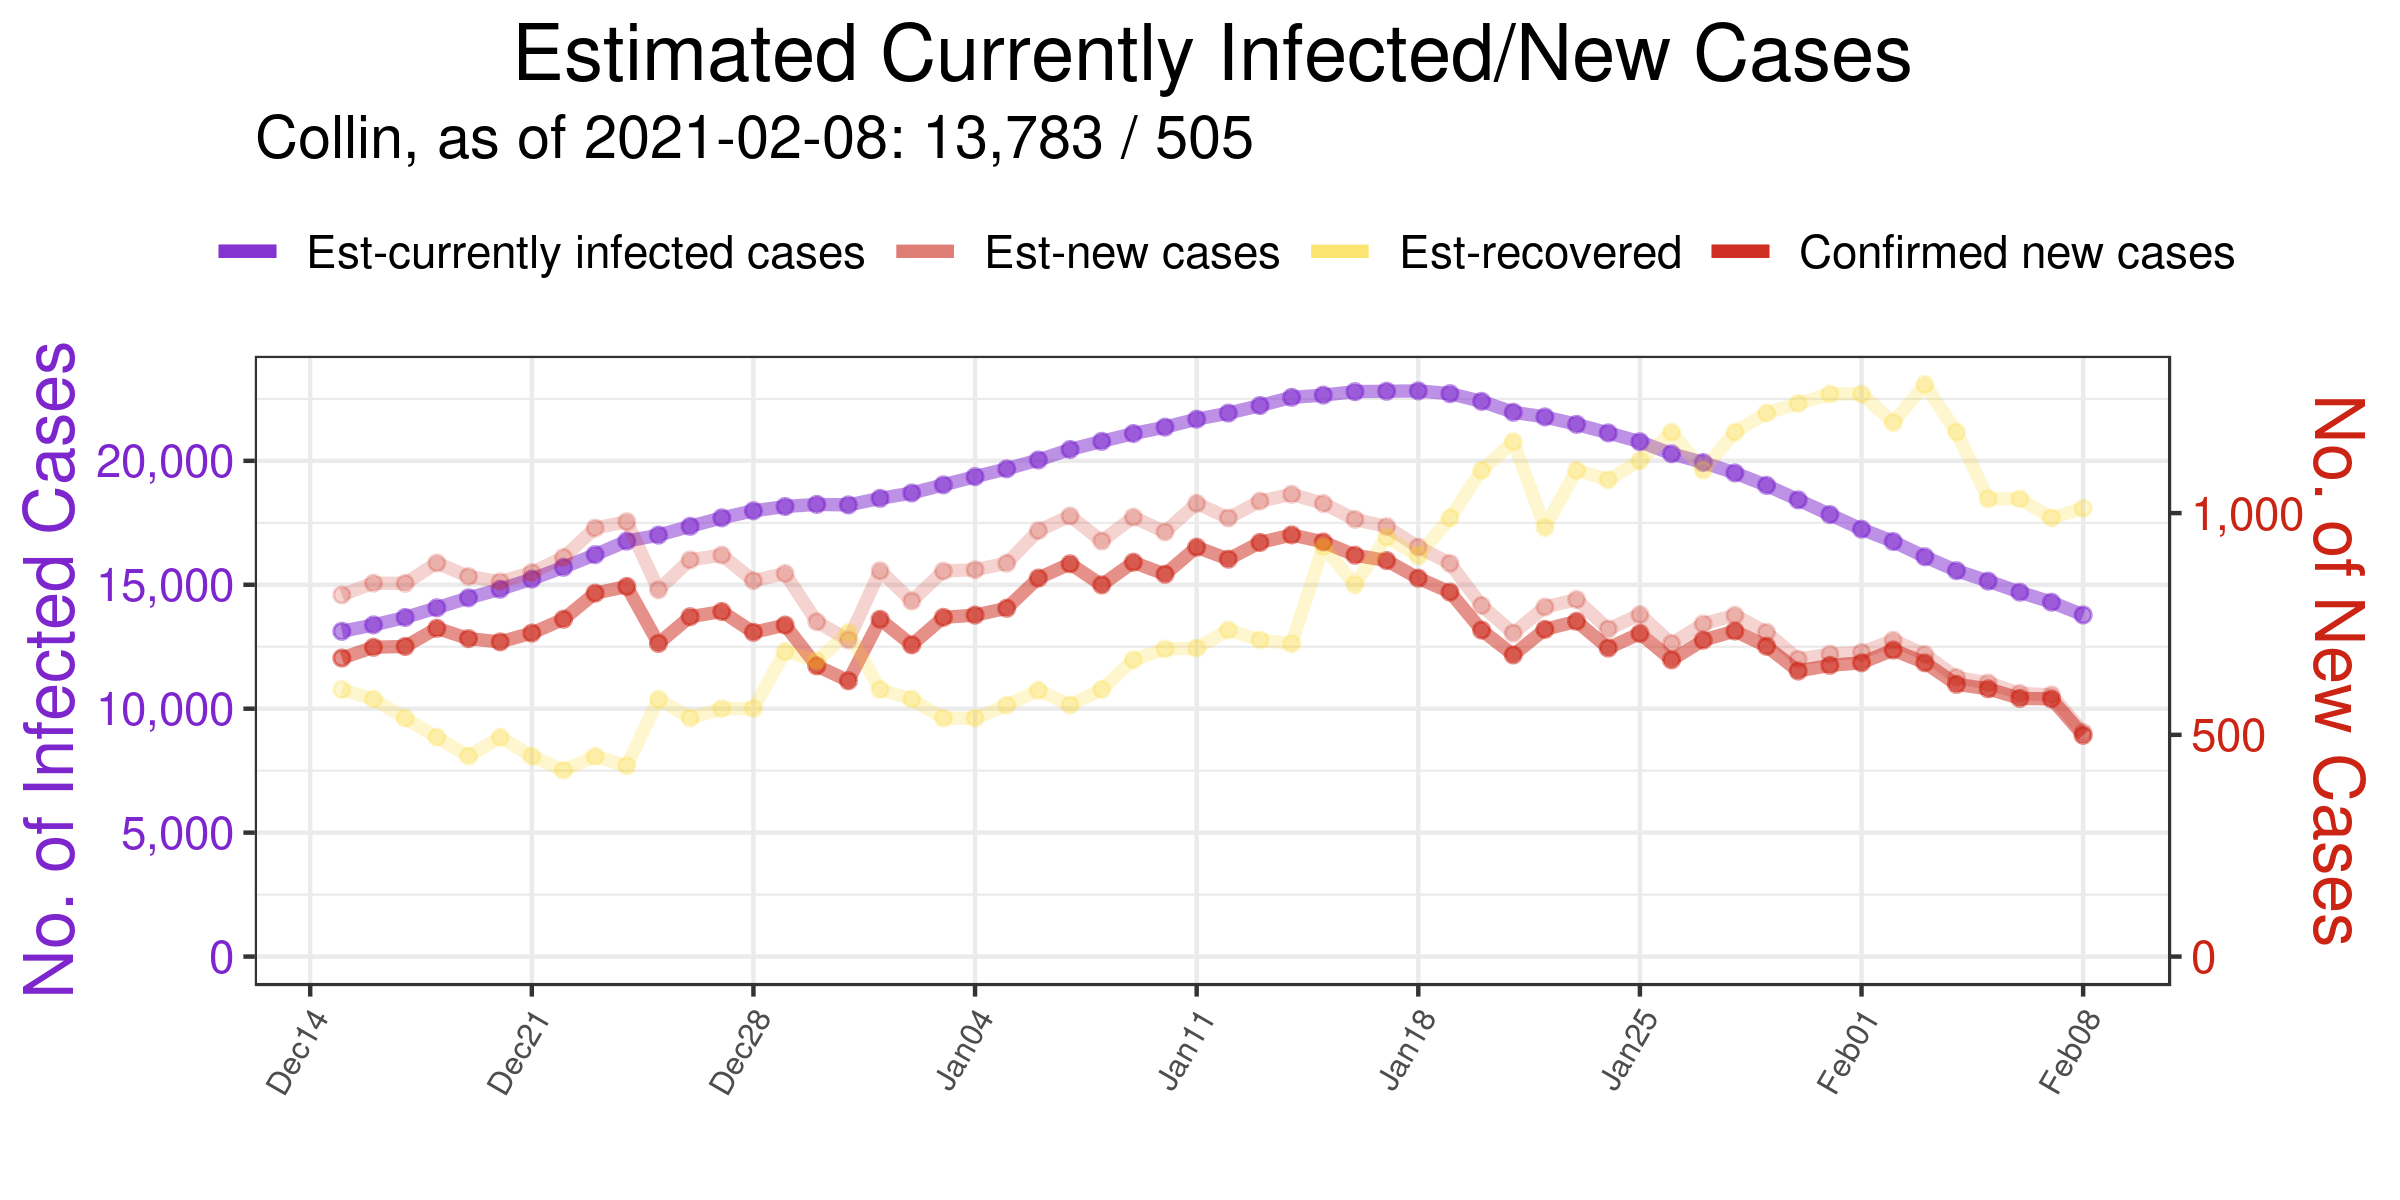 Estimated Currently Infected/New Cases
Collin, as of 2021-02-08: 13,783 / 505
Est-currently infected cases
Est-new cases
Est-recovered
Confirmed new cases
No. of Infected Cases
20,000
15,000
10,000
5,000
0
1,000
500
0
No. of New Cases
Dec14
Dec21
Dec28
Jan04
Jan11
Jan18
Jan25
Feb01
Feb08